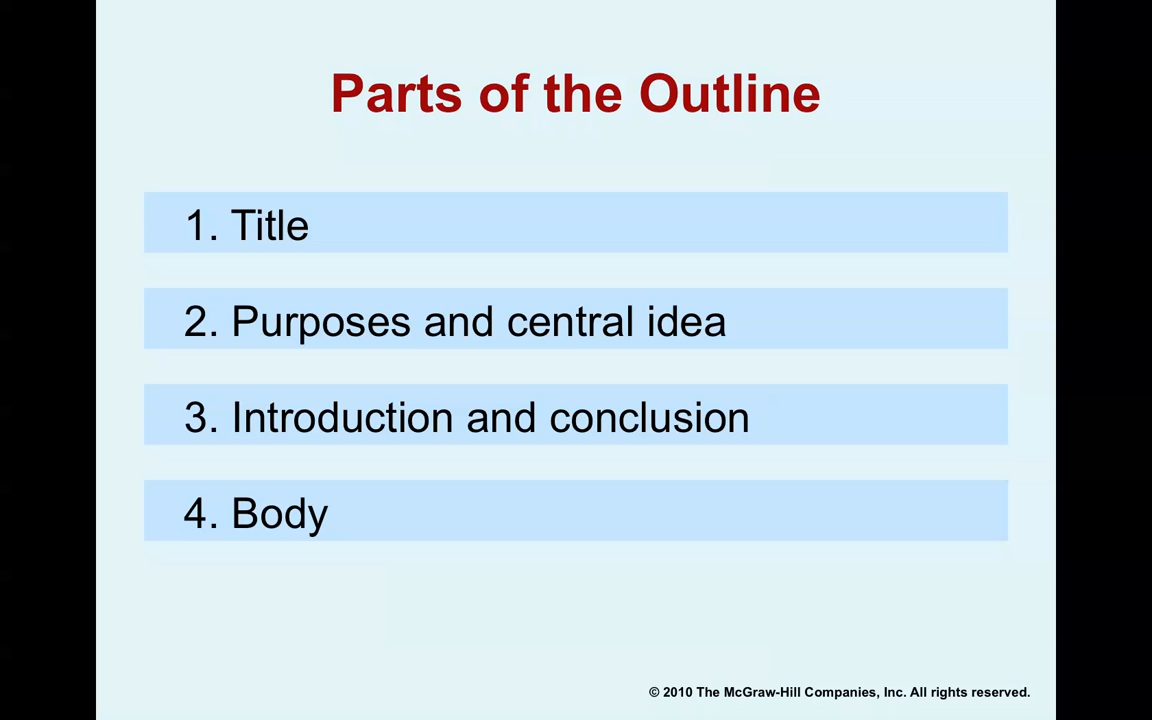 Parts of the Outline
1. Title
2. Purposes and central idea
3. Introduction and conclusion
4. Body
© 2010 The McGraw-Hill Companies, Inc. All rights reserved.